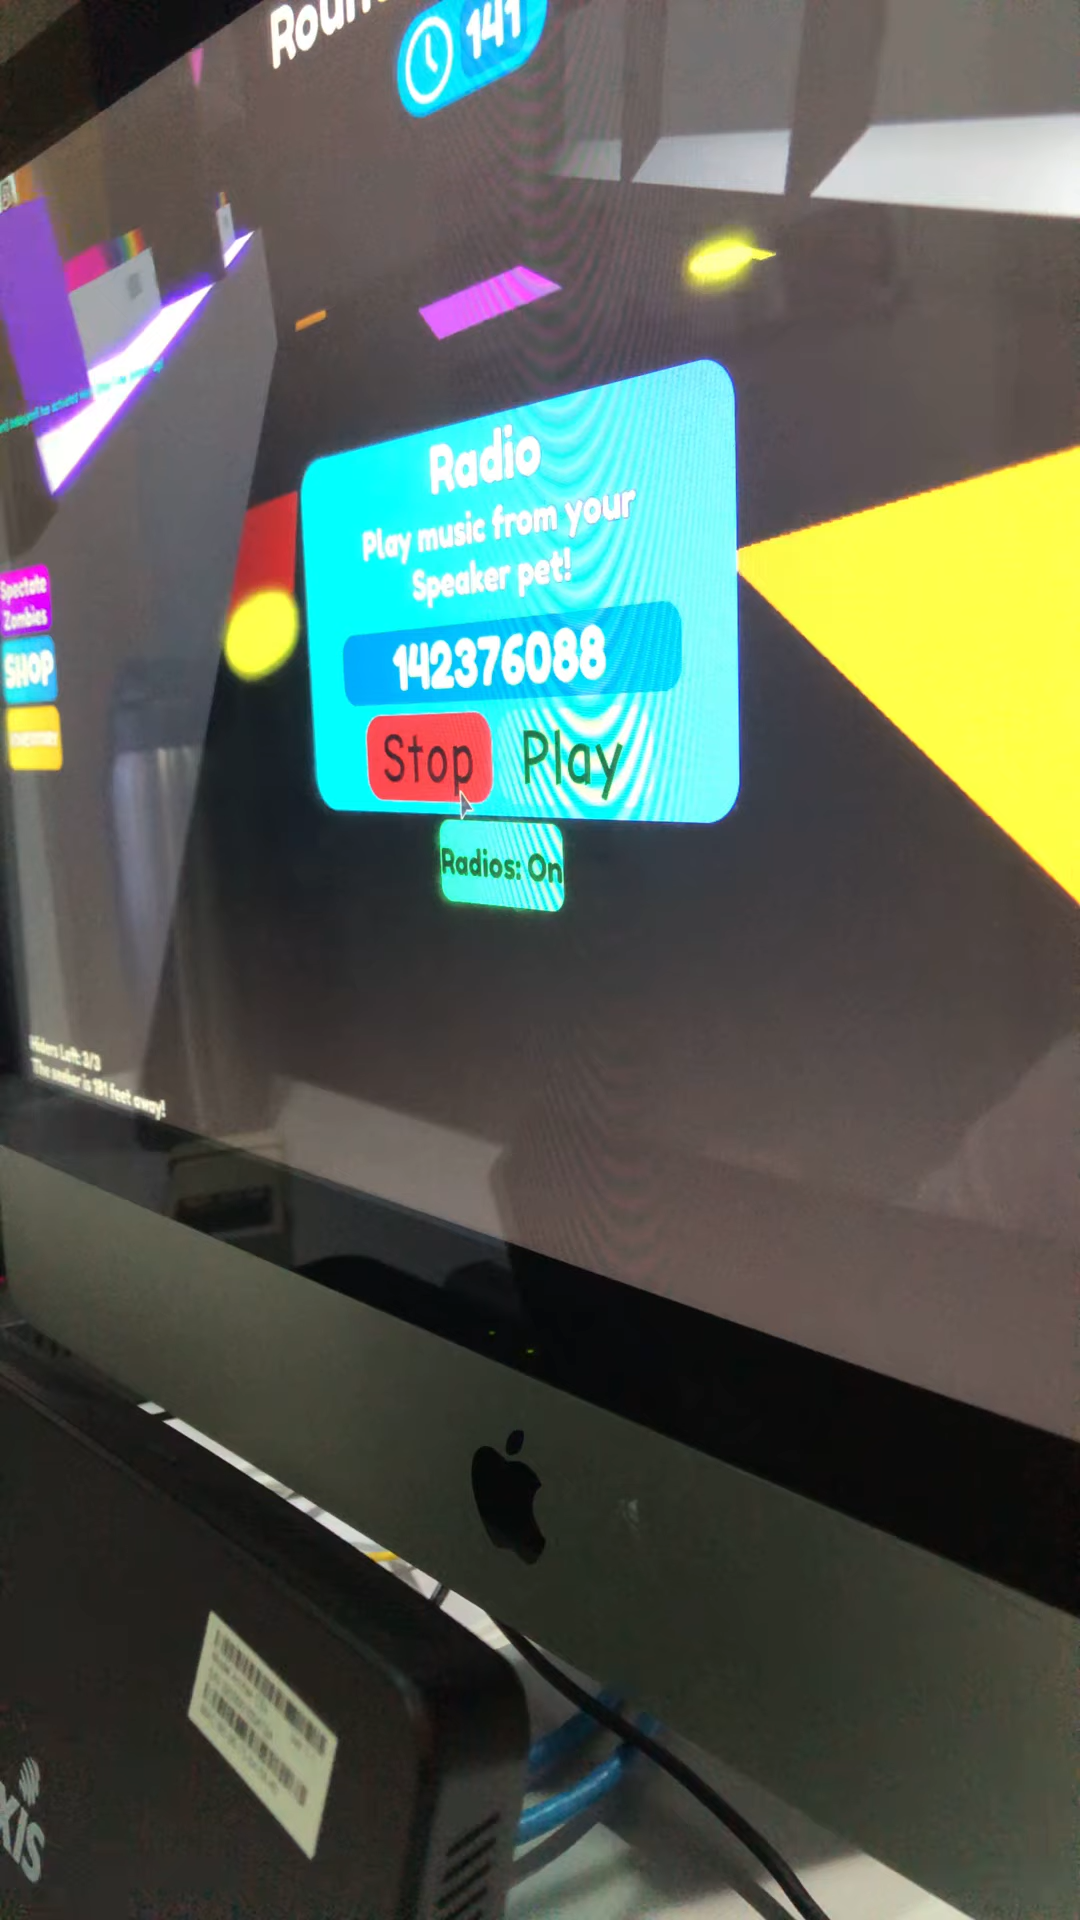 141
Radio
Play music from your
Speaker pet!
142376088
Stop Play
Radios: On
Spectate
Zombies
SHOP
Hiders Left: 3/3
The seeker is 181 feet away!